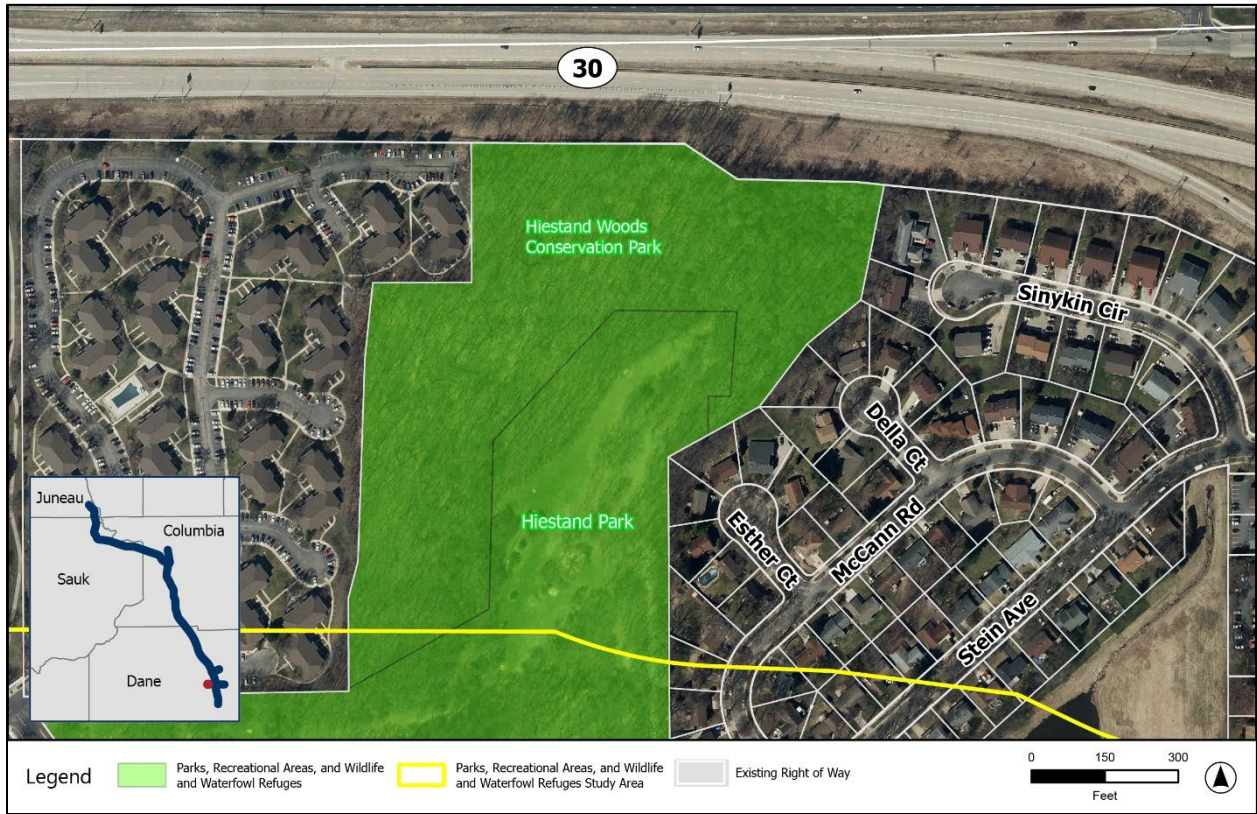 30
Hiestand Woods
Conservation Park
Sinykin Cir
Della Ct
Hiestand Park
McCann Rd
Esther Ct
Stein Ave
Juneau
Columbia
Sauk
Dane
Legend
Parks, Recreational Areas, and Wildlife
and Waterfowl Refuges
Parks, Recreational Areas, and Wildlife
and Waterfowl Refuges Study Area
Existing Right of Way
0 150 300
Feet